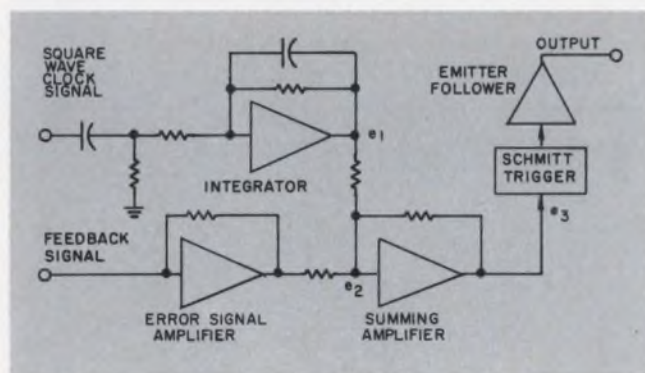 SQUARE
WAVE
CLOCK
SIGNAL
OUTPUT
EMITTER
FOLLOWER
e1
INTEGRATOR
SCHMITT
TRIGGER
FEEDBACK
SIGNAL
e3
e2
ERROR SIGNAL
AMPLIFIER
SUMMING
AMPLIFIER